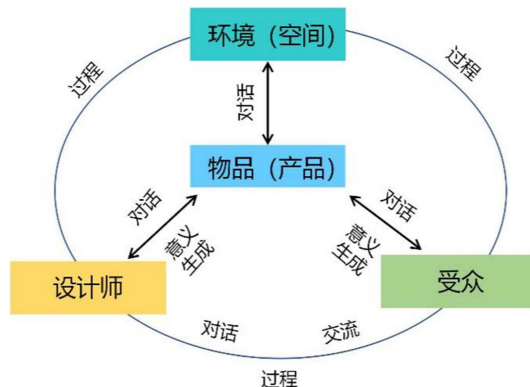 环境（空间）
过程
过程
对话
物品（产品）
对话
对话
意义
生成
意义
生成
设计师
受众
对话
交流
过程